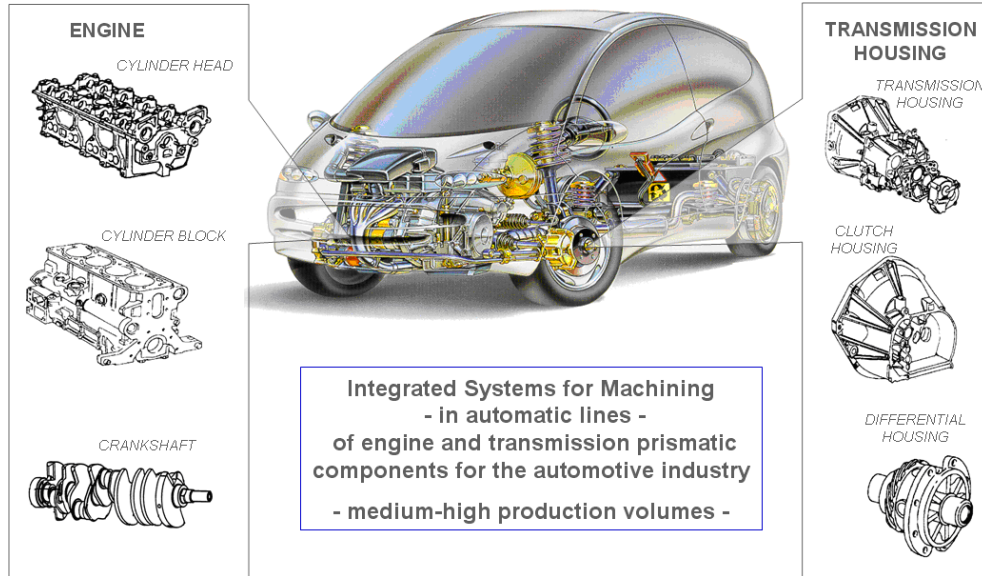 ENGINE
CYLINDER HEAD
CYLINDER BLOCK
CRANKSHAFT
Integrated Systems for Machining
- in automatic lines -
of engine and transmission prismatic
components for the automotive industry
- medium-high production volumes -
TRANSMISSION
HOUSING
TRANSMISSION
HOUSING
CLUTCH
HOUSING
DIFFERENTIAL
HOUSING